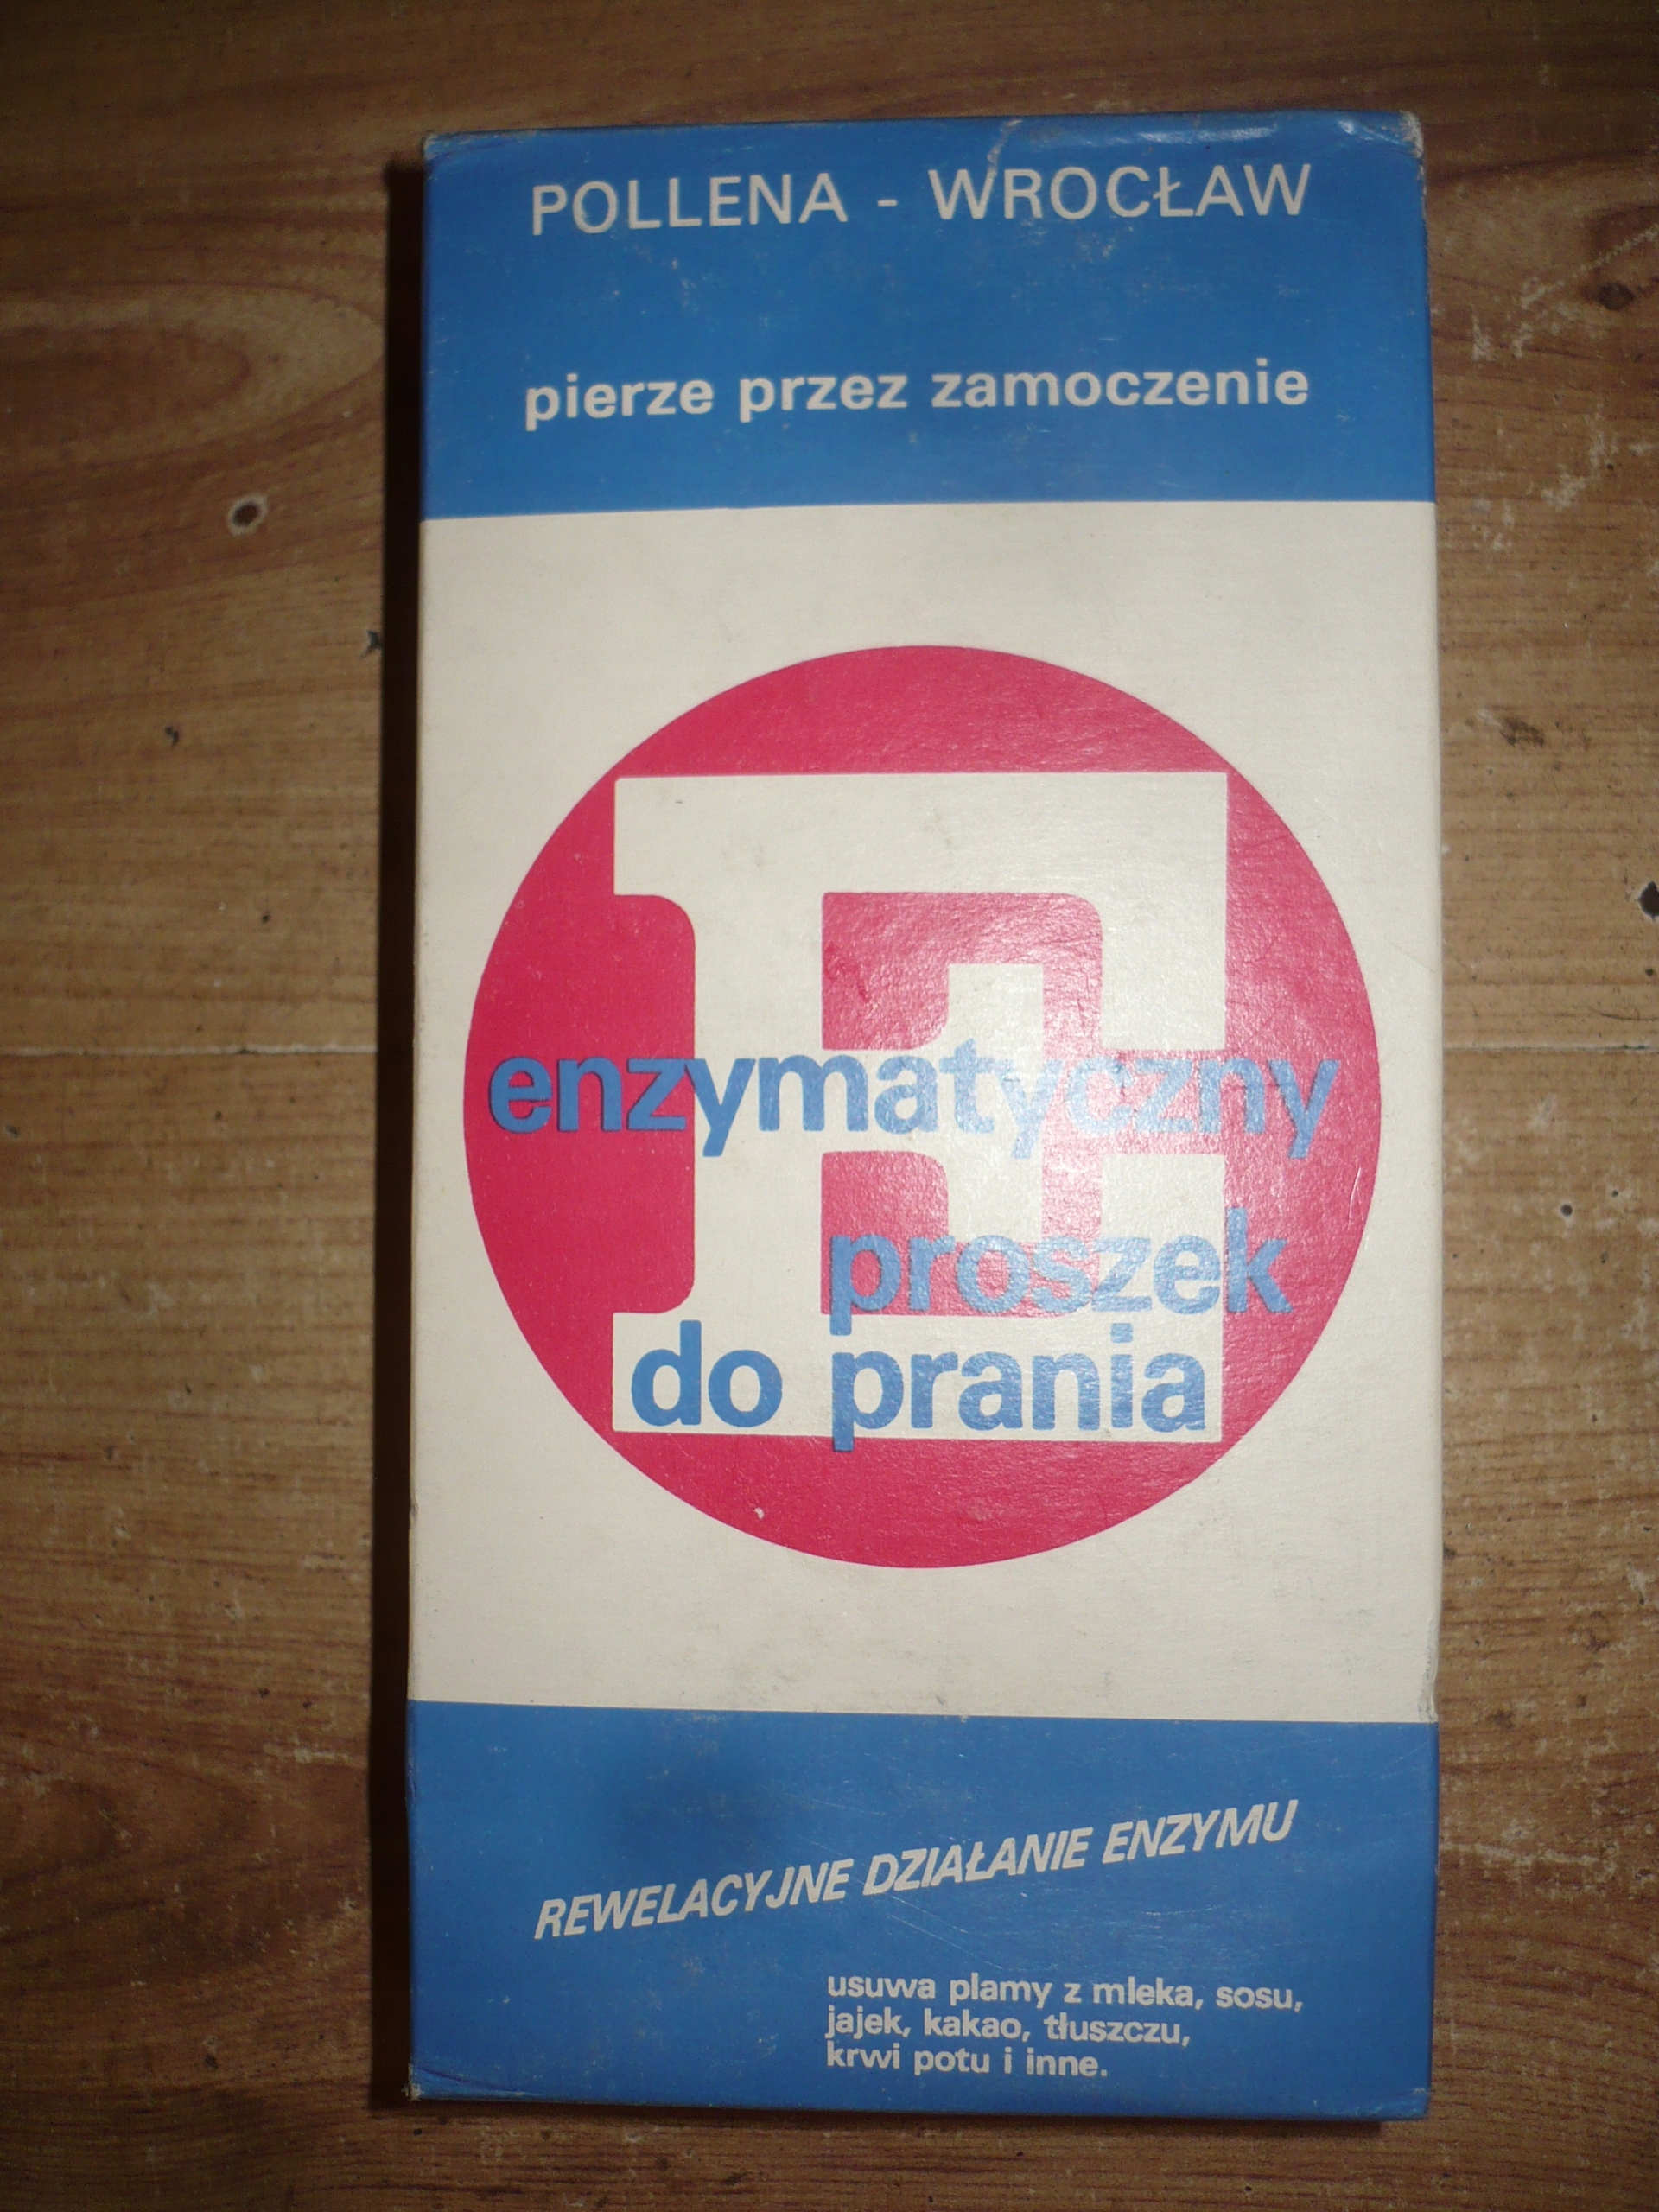 POLLENA - WROCŁAW
pierze przez zamoczenie
E
enzymatyczny
proszek
do prania
REWELACYJNE DZIAŁANIE ENZYMU
usuwa plamy z mleka, sosu,
jajek, kakao, tłuszczu,
krwi potu i inne.